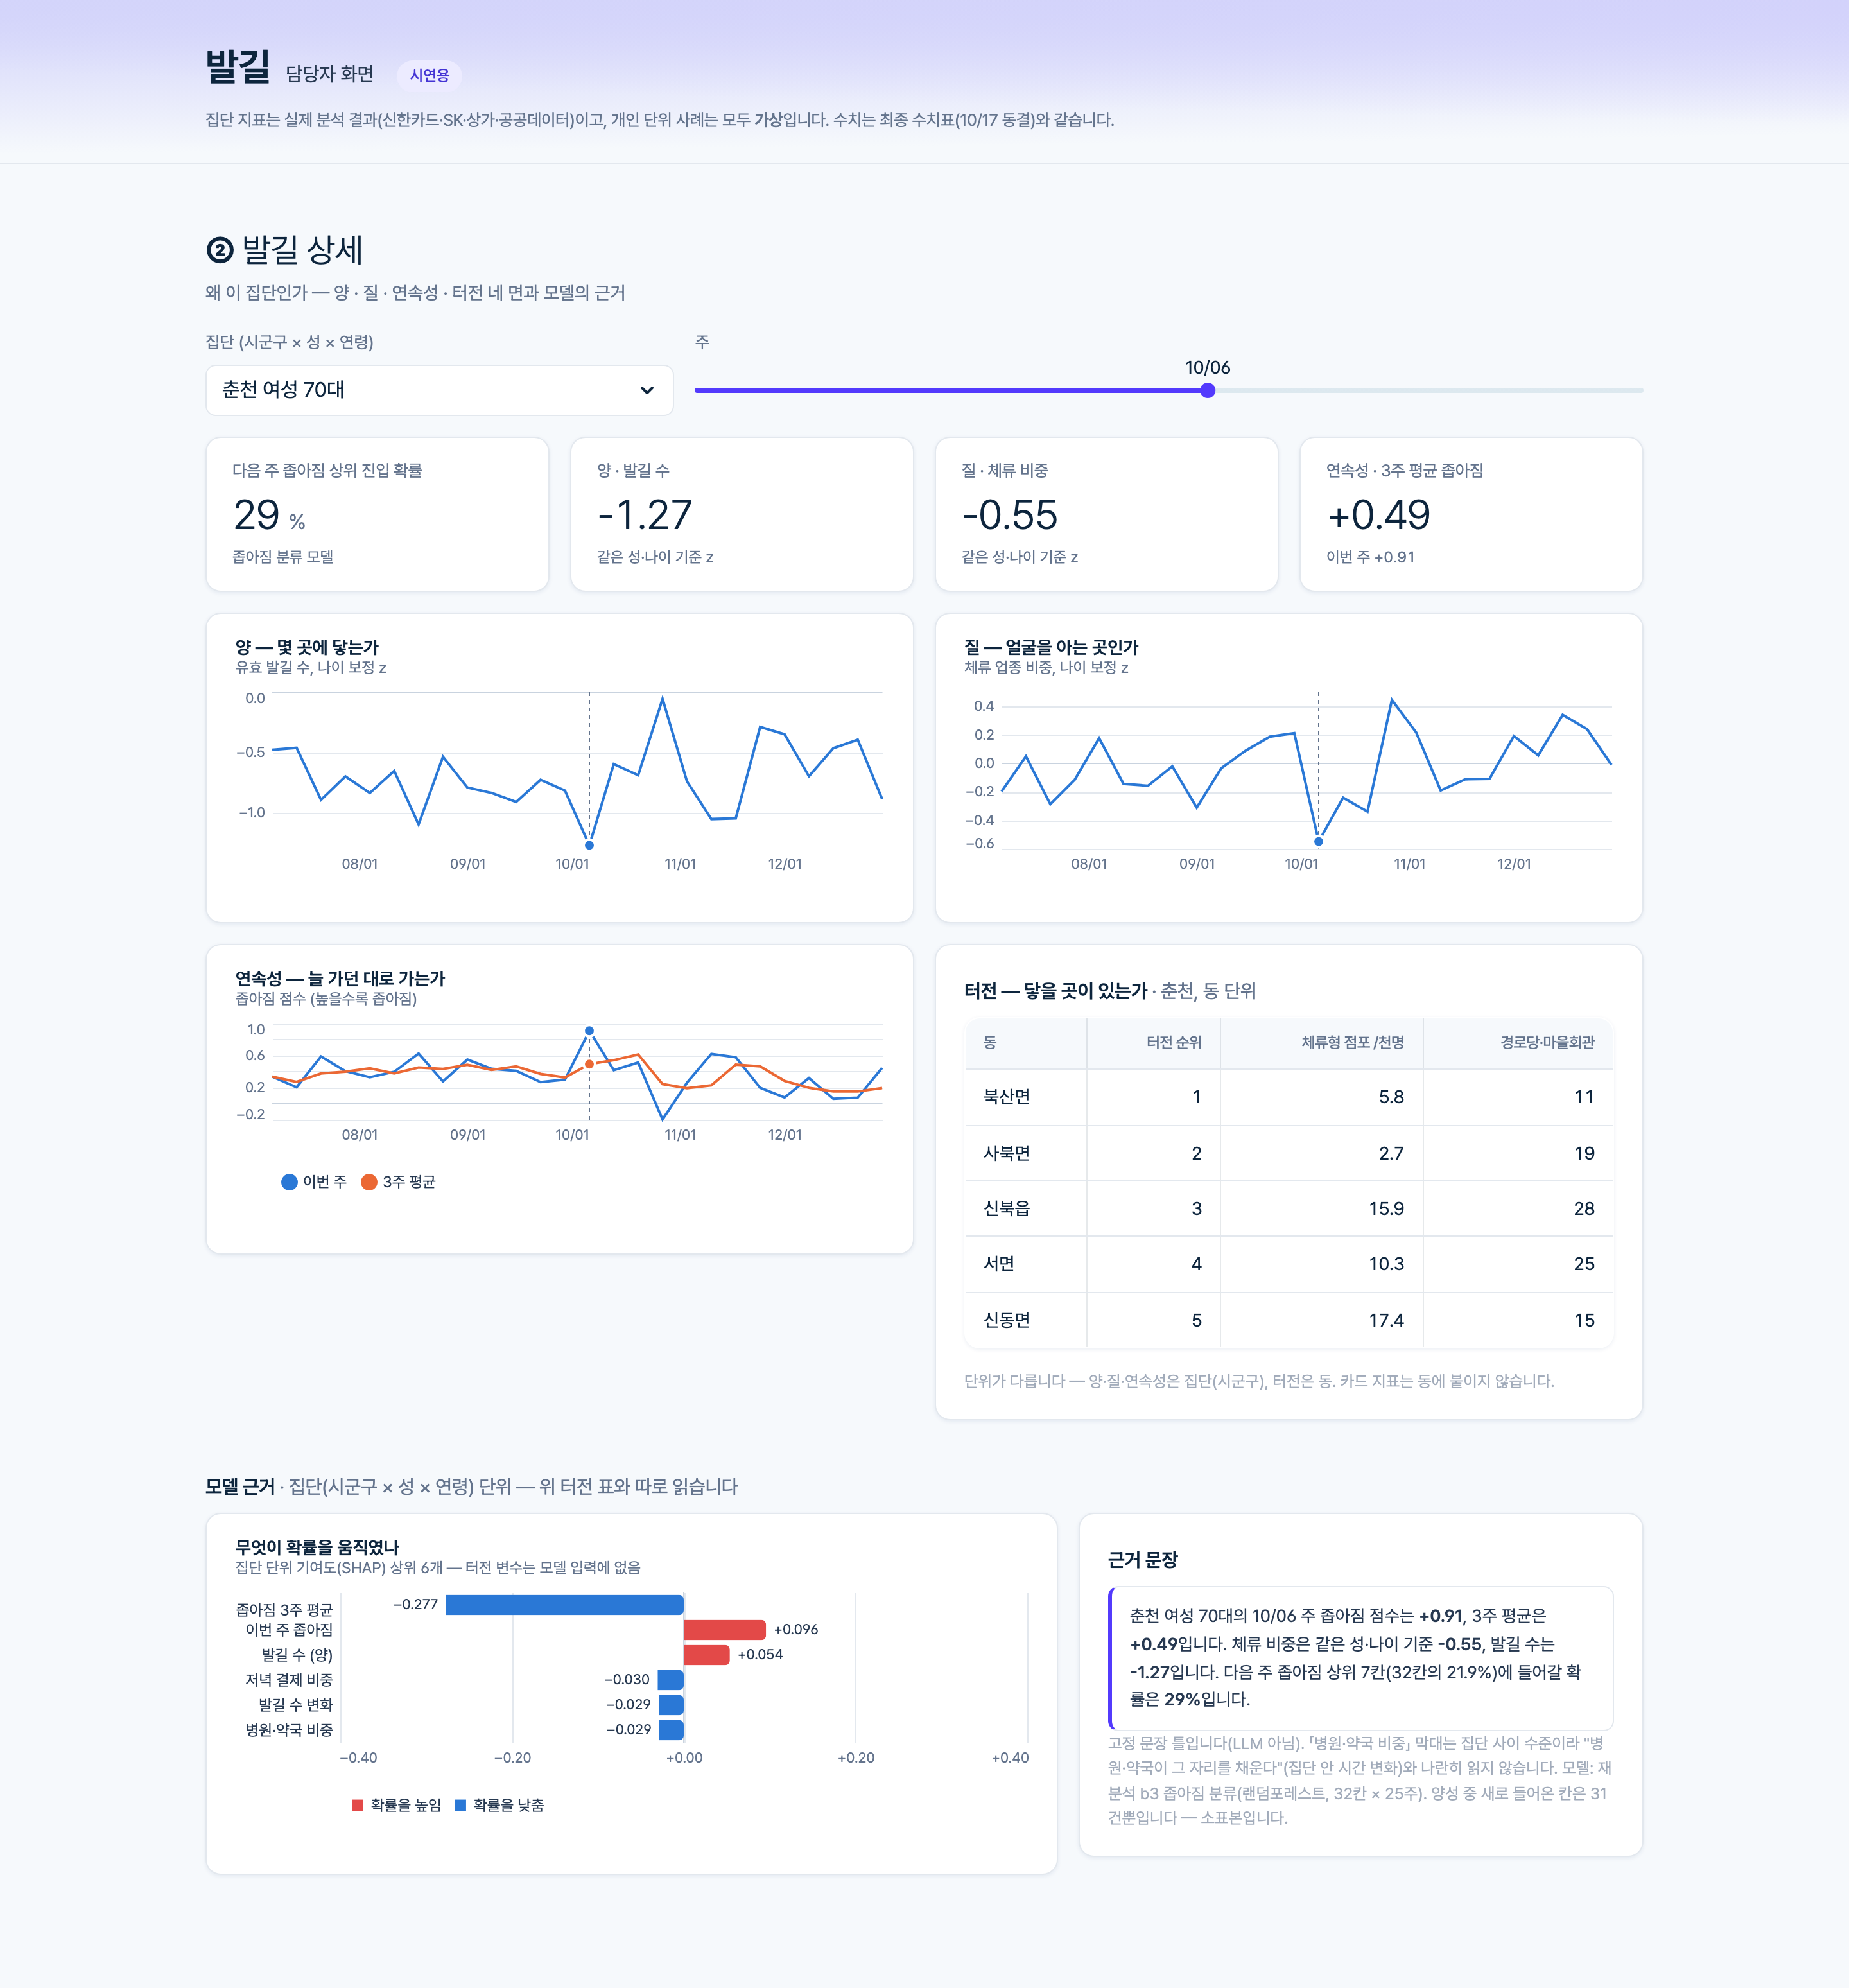 발길 담당자 화면 시연용
집단 지표는 실제 분석 결과(신한카드·SK·상가·공공데이터)이고, 개인 단위 사례는 모두 가상입니다. 수치는 최종 수치표(10/17 동결)와 같습니다.
② 발길 상세
왜 이 집단인가 — 양 · 질 · 연속성 · 터전 네 면과 모델의 근거
집단 (시군구 × 성 × 연령)
춘천 여성 70대
주
10/06
다음 주 좁아짐 상위 진입 확률
29 %
좁아짐 분류 모델
양 · 발길 수
-1.27
같은 성·나이 기준 z
질 · 체류 비중
-0.55
같은 성·나이 기준 z
연속성 · 3주 평균 좁아짐
+0.49
이번 주 +0.91
양 — 몇 곳에 닿는가
유효 발길 수, 나이 보정 z
0.0
−0.5
−1.0
08/01 09/01 10/01 11/01 12/01
질 — 얼굴을 아는 곳인가
체류 업종 비중, 나이 보정 z
0.4
0.2
0.0
−0.2
−0.4
−0.6
08/01 09/01 10/01 11/01 12/01
연속성 — 늘 가던 대로 가는가
좁아짐 점수 (높을수록 좁아짐)
1.0
0.6
0.2
−0.2
08/01 09/01 10/01 11/01 12/01
이번 주 3주 평균
터전 — 닿을 곳이 있는가 · 춘천, 동 단위
동 터전 순위 체류형 점포 /천명 경로당·마을회관
북산면 1 5.8 11
사북면 2 2.7 19
신북읍 3 15.9 28
서면 4 10.3 25
신동면 5 17.4 15
단위가 다릅니다 — 양·질·연속성은 집단(시군구), 터전은 동. 카드 지표는 동에 붙이지 않습니다.
모델 근거 · 집단(시군구 × 성 × 연령) 단위 — 위 터전 표와 따로 읽습니다
무엇이 확률을 움직였나
집단 단위 기여도(SHAP) 상위 6개 — 터전 변수는 모델 입력에 없음
좁아짐 3주 평균 −0.277
이번 주 좁아짐 +0.096
발길 수 (양) +0.054
저녁 결제 비중 −0.030
발길 수 변화 −0.029
병원·약국 비중 −0.029
−0.40 −0.20 +0.00 +0.20 +0.40
확률을 높임 확률을 낮춤
근거 문장
춘천 여성 70대의 10/06 주 좁아짐 점수는 +0.91, 3주 평균은
+0.49입니다. 체류 비중은 같은 성·나이 기준 -0.55, 발길 수는
-1.27입니다. 다음 주 좁아짐 상위 7칸(32칸의 21.9%)에 들어갈 확
률은 29%입니다.
고정 문장 틀입니다(LLM 아님). 「병원·약국 비중」 막대는 집단 사이 수준이라 "병
원·약국이 그 자리를 채운다"(집단 안 시간 변화)와 나란히 읽지 않습니다. 모델: 재
분석 b3 좁아짐 분류(랜덤포레스트, 32칸 × 25주). 양성 중 새로 들어온 칸은 31
건뿐입니다 — 소표본입니다.